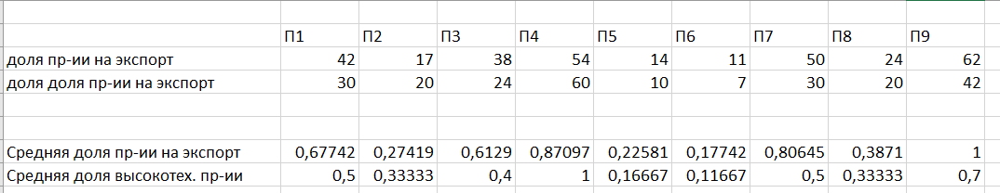 П1 П2 П3 П4 П5 П6 П7 П8 П9
доля пр-ии на экспорт 42 17 38 54 14 11 50 24 62
доля доля пр-ии на экспорт 30 20 24 60 10 7 30 20 42
Средняя доля пр-ии на экспорт 0,67742 0,27419 0,6129 0,87097 0,22581 0,17742 0,80645 0,3871 1
Средняя доля высокотех. пр-ии 0,5 0,33333 0,4 1 0,16667 0,11667 0,5 0,33333 0,7